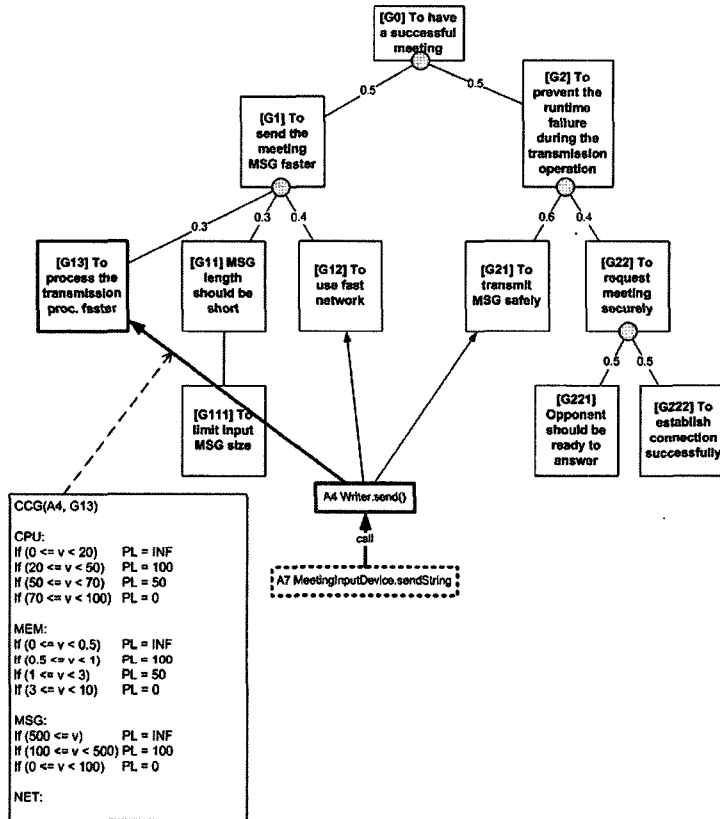 [G0] To have
a successful
meeting
0.5
0.5
[G1] To
send the
meeting
MSG faster
[G2] To
prevent the
runtime
failure
during the
transmission
operation
0.3
0.3
0.4
0.6
0.4
[G13] To
process the
transmission
proc. faster
[G11] MSG
length
should be
short
[G12] To
use fast
network
[G21] To
transmit
MSG safely
[G22] To
request
meeting
securely
0.5
0.5
[G111] To
limit input
MSG size
[G221]
Opponent
should be
ready to
answer
[G222] To
establish
connection
successfully
A4 Writer.send()
call
A7 MeetingInputDevice.sendString
CCG(A4, G13)
CPU:
If (0 <= v < 20) PL = INF
If (20 <= v < 50) PL = 100
If (50 <= v < 70) PL = 50
If (70 <= v < 100) PL = 0
MEM:
If (0 <= v < 0.5) PL = INF
If (0.5 <= v < 1) PL = 100
If (1 <= v < 3) PL = 50
If (3 <= v < 10) PL = 0
MSG:
If (500 <= v) PL = INF
If (100 <= v < 500) PL = 100
If (0 <= v < 100) PL = 0
NET: